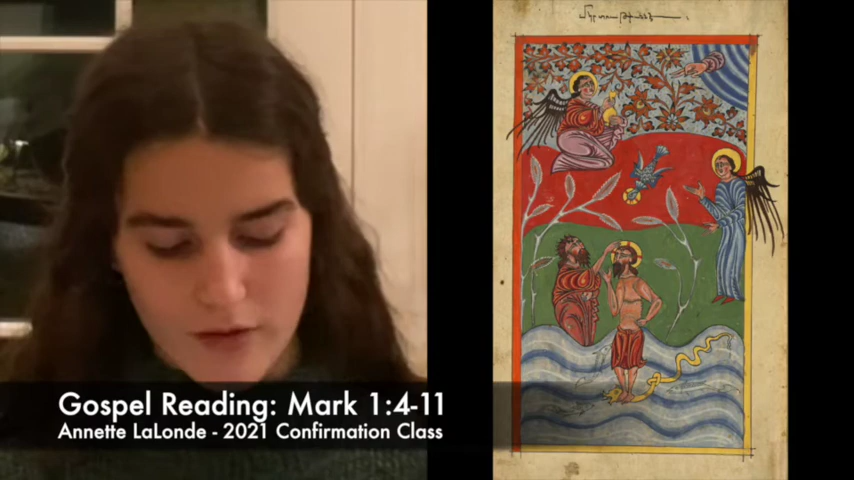 Gospel Reading: Mark 1:4-11
Annette LaLonde - 2021 Confirmation Class